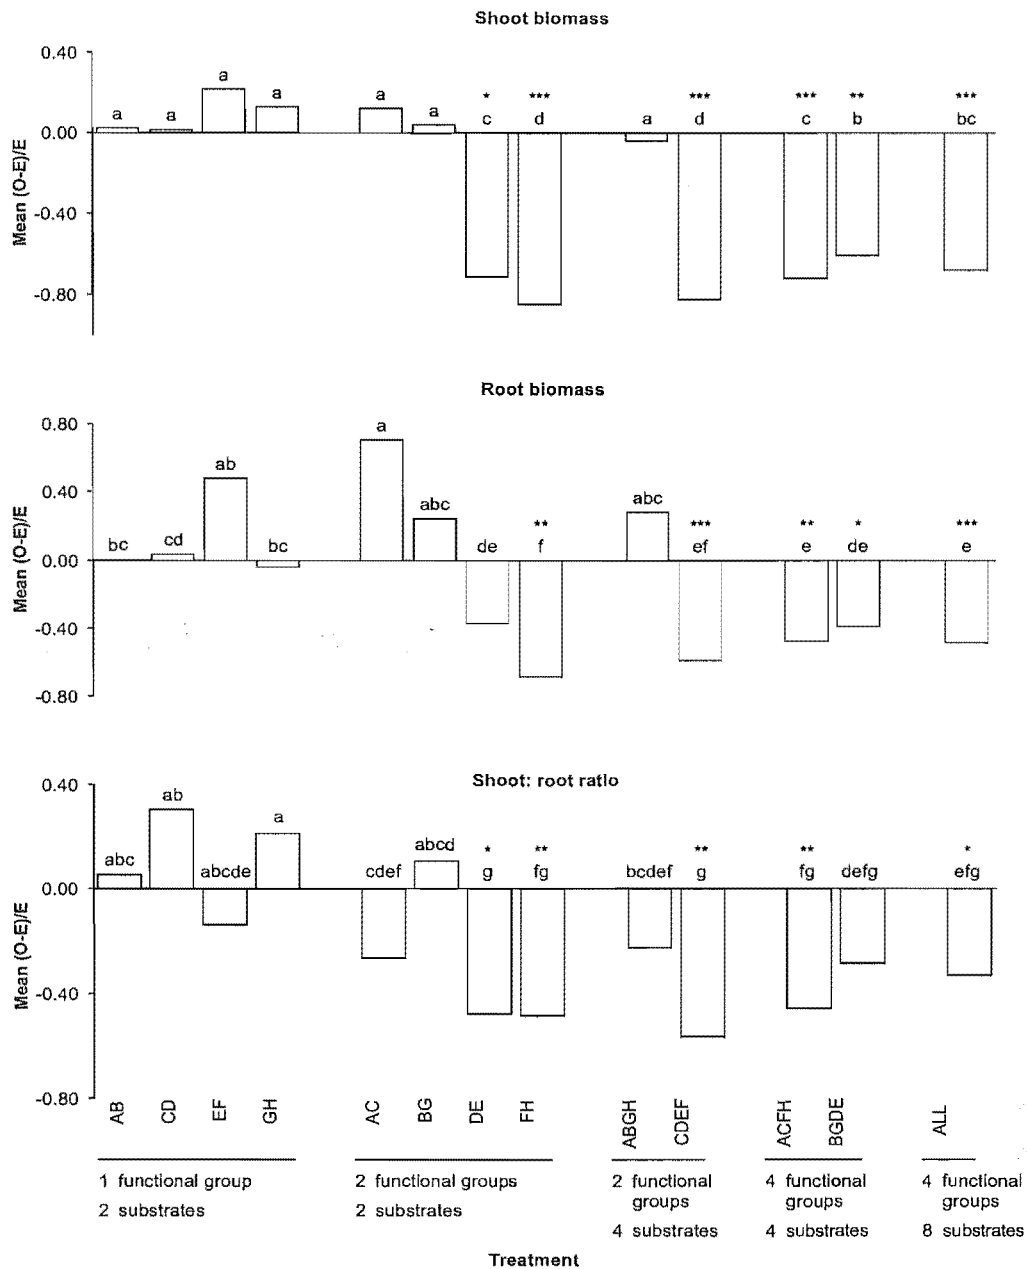 Shoot biomass
0.40
0.00
-0.40
-0.80
Mean (O-E)/E
a a a a a a * c *** d a *** d *** c ** b *** bc
Root biomass
0.80
0.40
0.00
-0.40
-0.80
Mean (O-E)/E
bc cd ab bc a abc de ** f abc *** ef ** e * de *** e
Shoot: root ratio
0.40
0.00
-0.40
-0.80
Mean (O-E)/E
abc ab abcde a cdef abcd * g ** fg bcdef ** g ** fg defg * efg
AB CD EF GH AC BG DE FH ABGH CDEF ACFH BGDE ALL
1 functional group
2 substrates
2 functional groups
2 substrates
2 functional
groups
4 substrates
4 functional
groups
4 substrates
4 functional
groups
8 substrates
Treatment